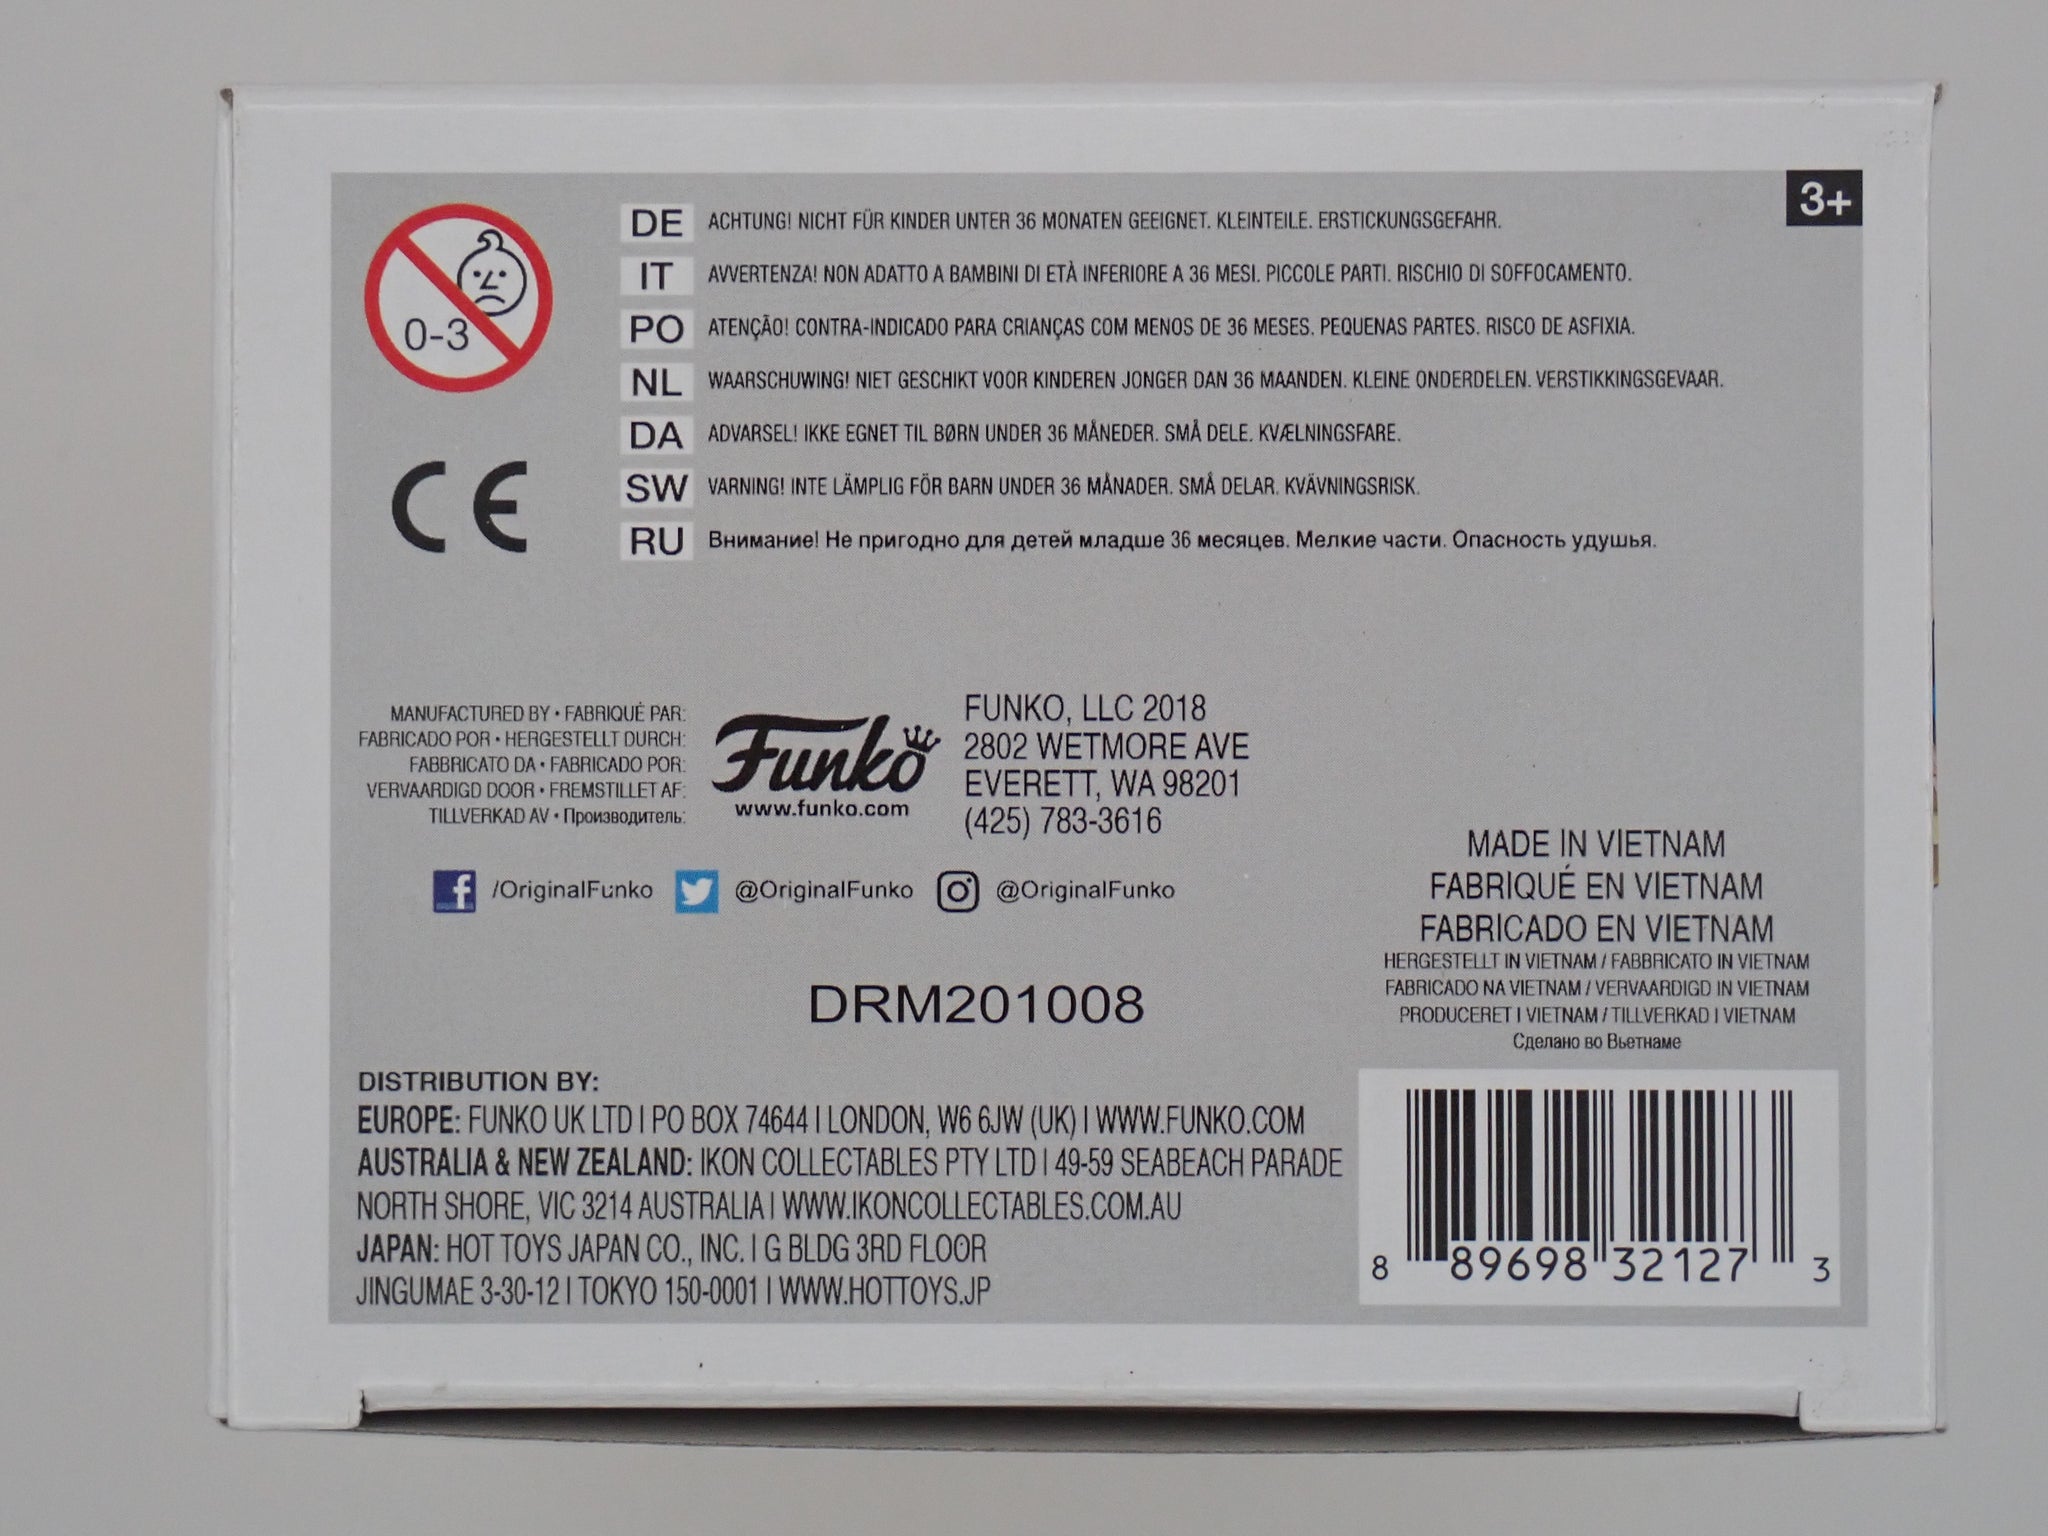 3+
0-3
DE ACHTUNG! NICHT FÜR KINDER UNTER 36 MONATEN GEEIGNET. KLEINTEILE. ERSTICKUNGSGEFAHR.
IT AVVERTENZA! NON ADATTO A BAMBINI DI ETÀ INFERIORE A 36 MESI. PICCOLE PARTI. RISCHIO DI SOFFOCAMENTO.
PO ATENÇÃO! CONTRA-INDICADO PARA CRIANÇAS COM MENOS DE 36 MESES. PEQUENAS PARTES. RISCO DE ASFIXIA.
NL WAARSCHUWING! NIET GESCHIKT VOOR KINDEREN JONGER DAN 36 MAANDEN. KLEINE ONDERDELEN. VERSTIKKINGSGEVAAR.
DA ADVARSEL! IKKE EGNET TIL BØRN UNDER 36 MÅNEDER. SMÅ DELE. KVÆLNINGSFARE.
SW VARNING! INTE LÄMPLIG FÖR BARN UNDER 36 MÅNADER. SMÅ DELAR. KVÄVNINGSRISK.
RU Внимание! Не пригодно для детей младше 36 месяцев. Мелкие части. Опасность удушья.
CE
MANUFACTURED BY • FABRIQUÉ PAR:
FABRICADO POR • HERGESTELLT DURCH:
FABBRICATO DA • FABRICADO POR:
VERVAARDIGD DOOR • FREMSTILLET AF:
TILLVERKAD AV • Производитель:
Funko
www.funko.com
FUNKO, LLC 2018
2802 WETMORE AVE
EVERETT, WA 98201
(425) 783-3616
/OriginalFunko @OriginalFunko @OriginalFunko
MADE IN VIETNAM
FABRIQUÉ EN VIETNAM
FABRICADO EN VIETNAM
HERGESTELLT IN VIETNAM / FABBRICATO IN VIETNAM
FABRICADO NA VIETNAM / VERVAARDIGD IN VIETNAM
PRODUCERET I VIETNAM / TILLVERKAD I VIETNAM
Сделано во Вьетнаме
DRM201008
DISTRIBUTION BY:
EUROPE: FUNKO UK LTD | PO BOX 74644 | LONDON, W6 6JW (UK) | WWW.FUNKO.COM
AUSTRALIA & NEW ZEALAND: IKON COLLECTABLES PTY LTD | 49-59 SEABEACH PARADE
NORTH SHORE, VIC 3214 AUSTRALIA | WWW.IKONCOLLECTABLES.COM.AU
JAPAN: HOT TOYS JAPAN CO., INC. | G BLDG 3RD FLOOR
JINGUMAE 3-30-12 | TOKYO 150-0001 | WWW.HOTTOYS.JP
8 89698 32127 3